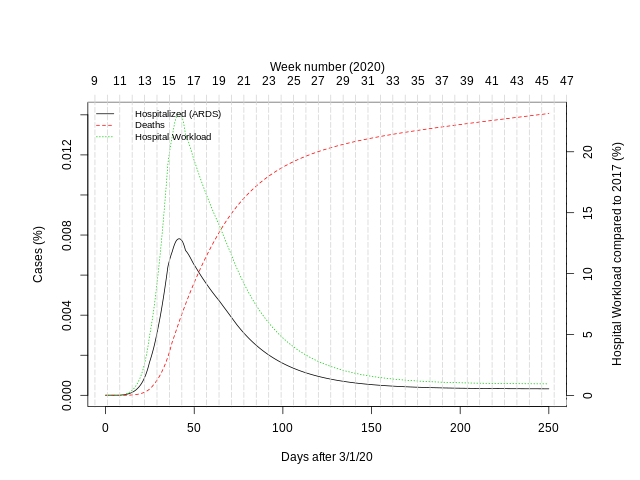 Week number (2020)
9 11 13 15 17 19 21 23 25 27 29 31 33 35 37 39 41 43 45 47
Hospitalized (ARDS)
Deaths
Hospital Workload
Cases (%)
0.012
0.008
0.004
0.000
20
15
10
5
0
Hospital Workload compared to 2017 (%)
0 50 100 150 200 250
Days after 3/1/20